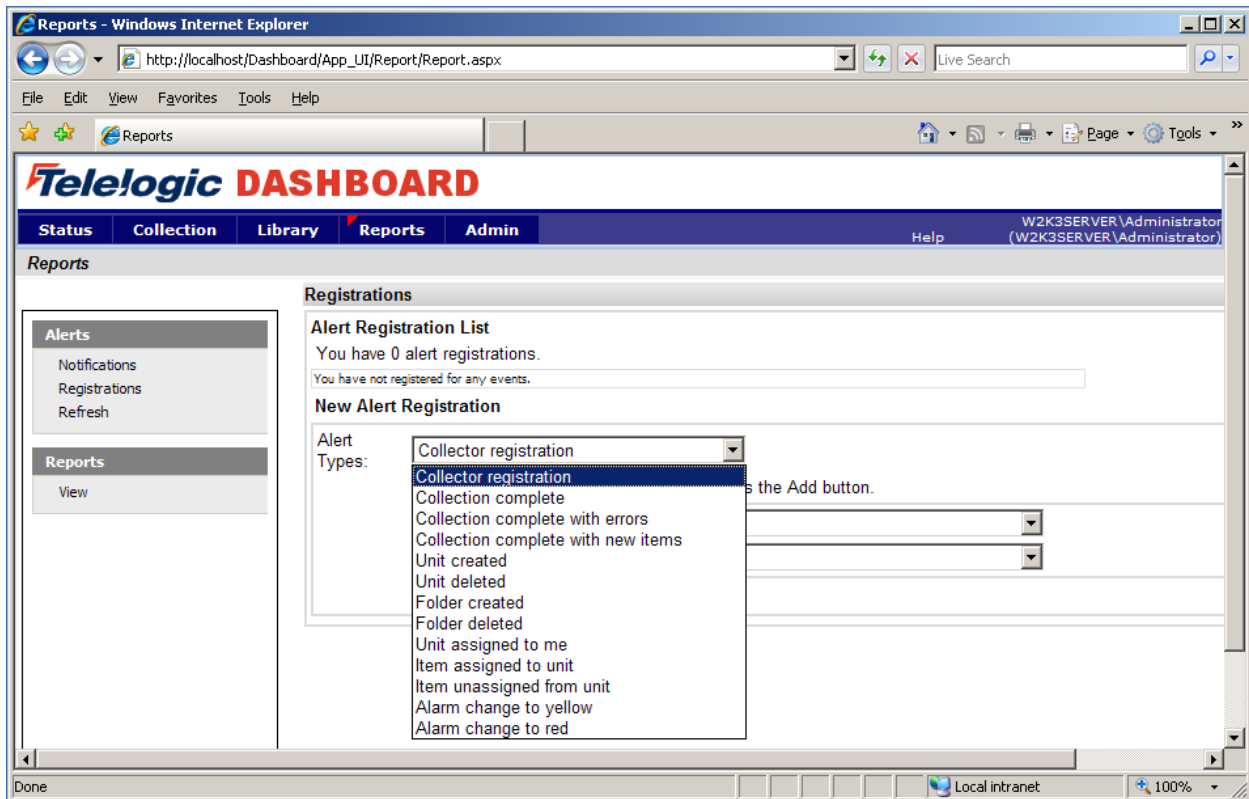 Reports - Windows Internet Explorer
http://localhost/Dashboard/App_UI/Report/Report.aspx
Live Search
File Edit View Favorites Tools Help
Reports
Page Tools »
Telelogic DASHBOARD
Status Collection Library Reports Admin
Help
W2K3SERVER\Administrator
(W2K3SERVER\Administrator)
Reports
Alerts
Notifications
Registrations
Refresh
Reports
View
Registrations
Alert Registration List
You have 0 alert registrations.
You have not registered for any events.
New Alert Registration
Alert Types:
Collector registration
Collector registration
Collection complete
s the Add button.
Collection complete with errors
Collection complete with new items
Unit created
Unit deleted
Folder created
Folder deleted
Unit assigned to me
Item assigned to unit
Item unassigned from unit
Alarm change to yellow
Alarm change to red
Done
Local intranet
100%